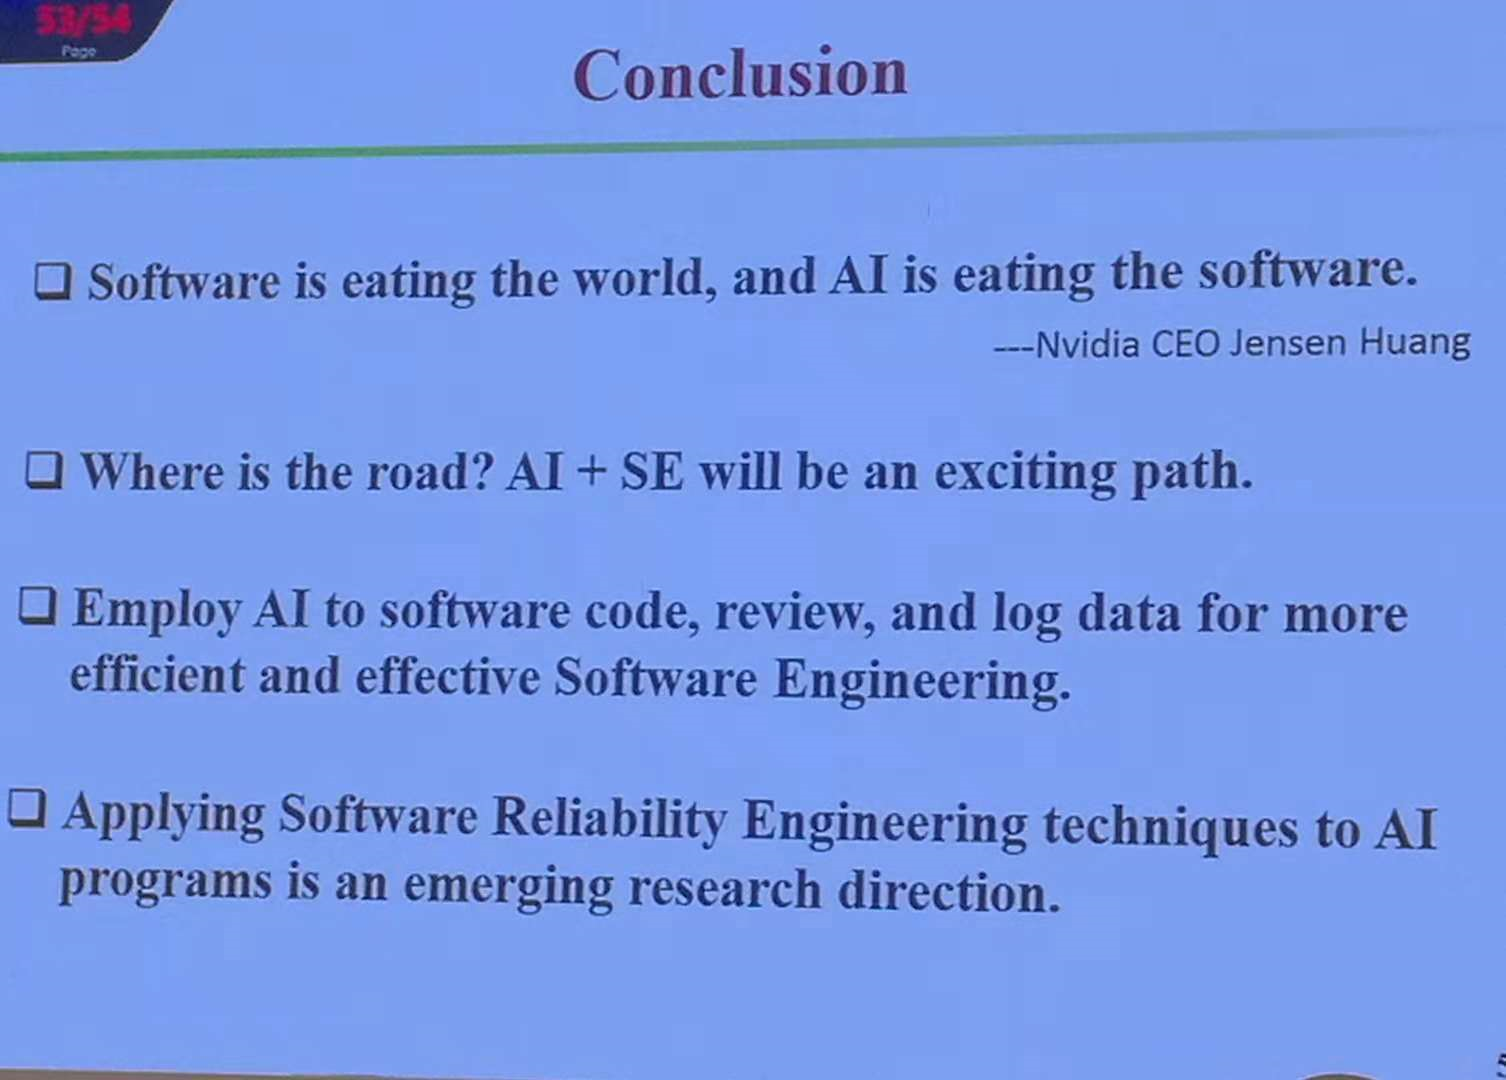 53/54
Page
Conclusion
❑ Software is eating the world, and AI is eating the software.
---Nvidia CEO Jensen Huang
❑ Where is the road? AI + SE will be an exciting path.
❑ Employ AI to software code, review, and log data for more
efficient and effective Software Engineering.
❑ Applying Software Reliability Engineering techniques to AI
programs is an emerging research direction.